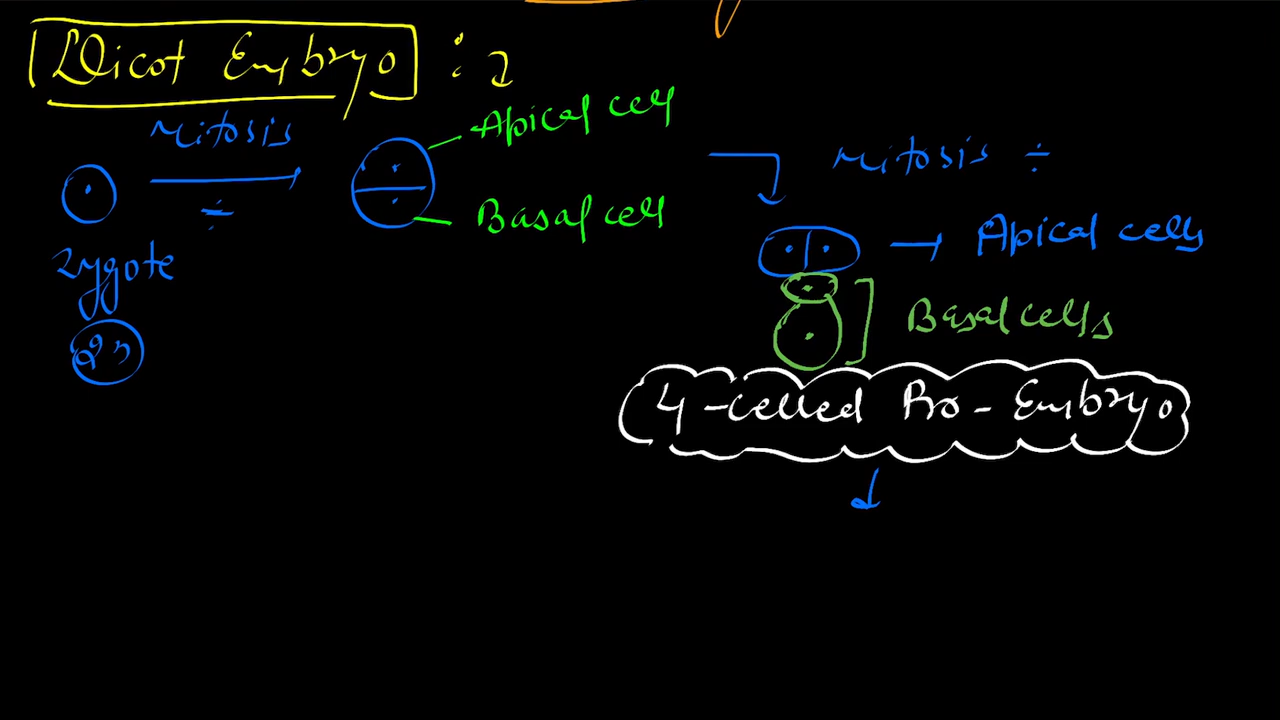 Dicot Embryo :
Mitosis
÷
Zygote
2n
Apical cell
Basal cell
Mitosis ÷
Apical cells
Basal cells
4-celled Pro-Embryo